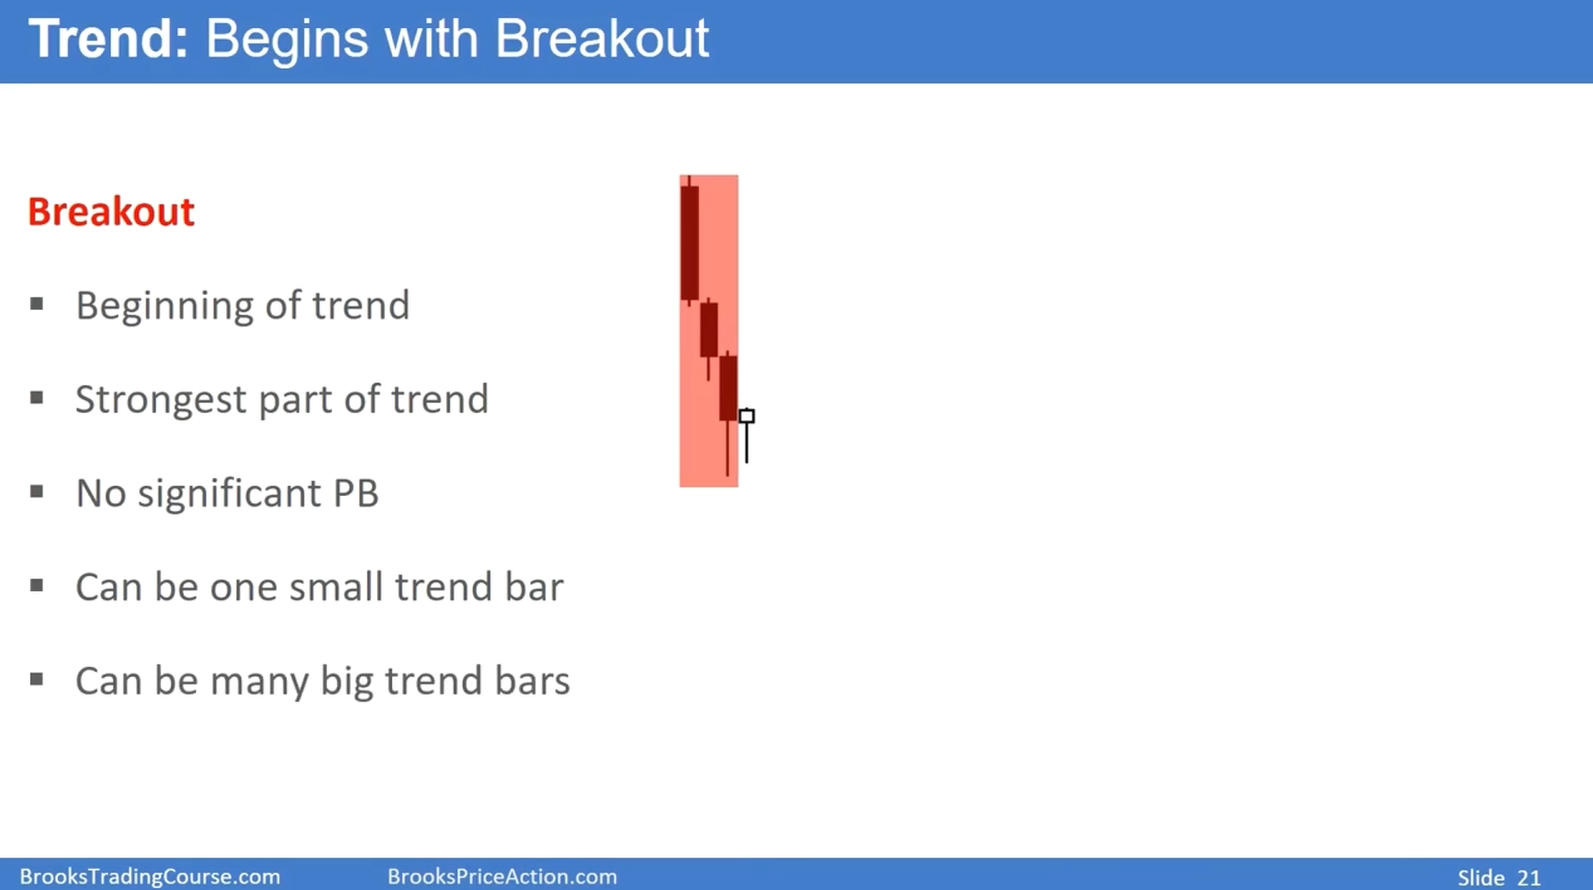 Trend: Begins with Breakout
Breakout
▪ Beginning of trend
▪ Strongest part of trend
▪ No significant PB
▪ Can be one small trend bar
▪ Can be many big trend bars
BrooksTradingCourse.com BrooksPriceAction.com Slide 21